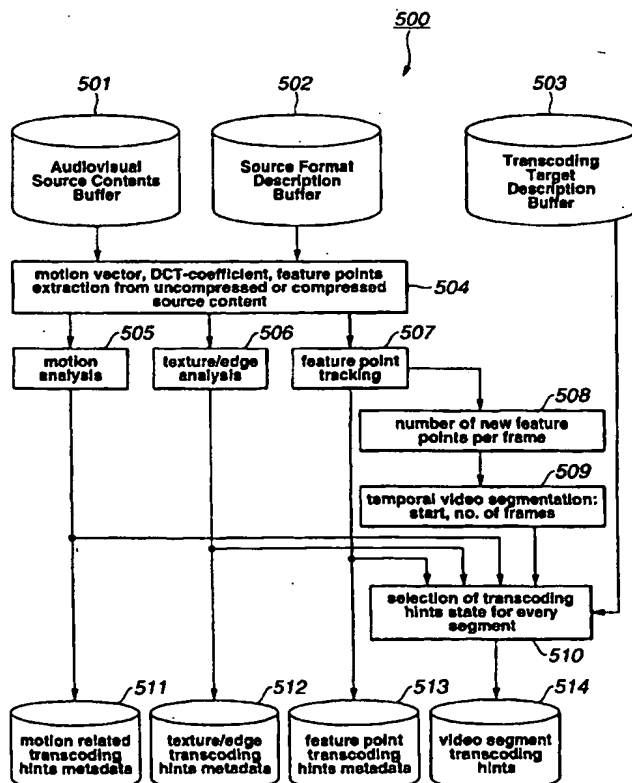 500
501
502
503
Audiovisual
Source Contents
Buffer
Source Format
Description
Buffer
Transcoding
Target
Description
Buffer
motion vector, DCT-coefficient, feature points
extraction from uncompressed or compressed
source content
504
505
506
507
motion
analysis
texture/edge
analysis
feature point
tracking
508
number of new feature
points per frame
509
temporal video segmentation:
start, no. of frames
selection of transcoding
hints state for every
segment
510
511
512
513
514
motion related
transcoding
hints metadata
texture/edge
transcoding
hints metadata
feature point
transcoding
hints metadata
video segment
transcoding
hints